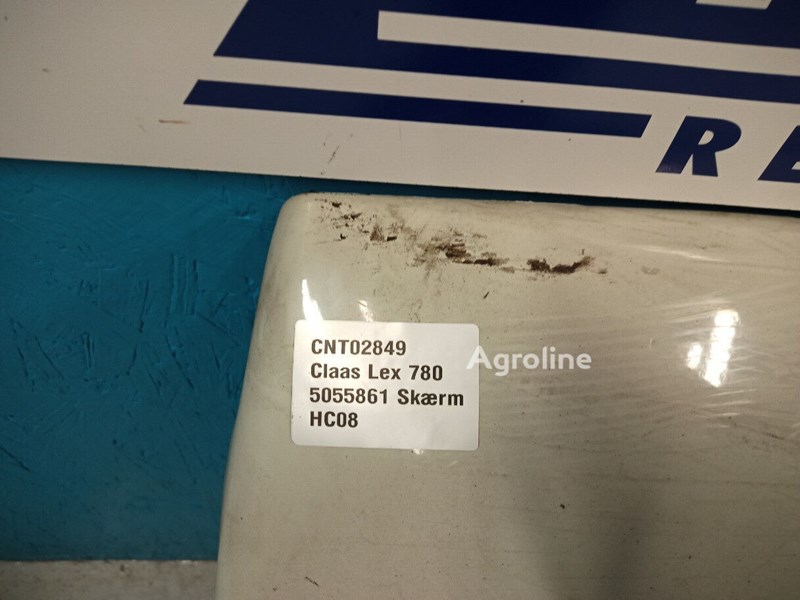 CNT02849
Claas Lex 780
5055861 Skærm
HC08
Agroline